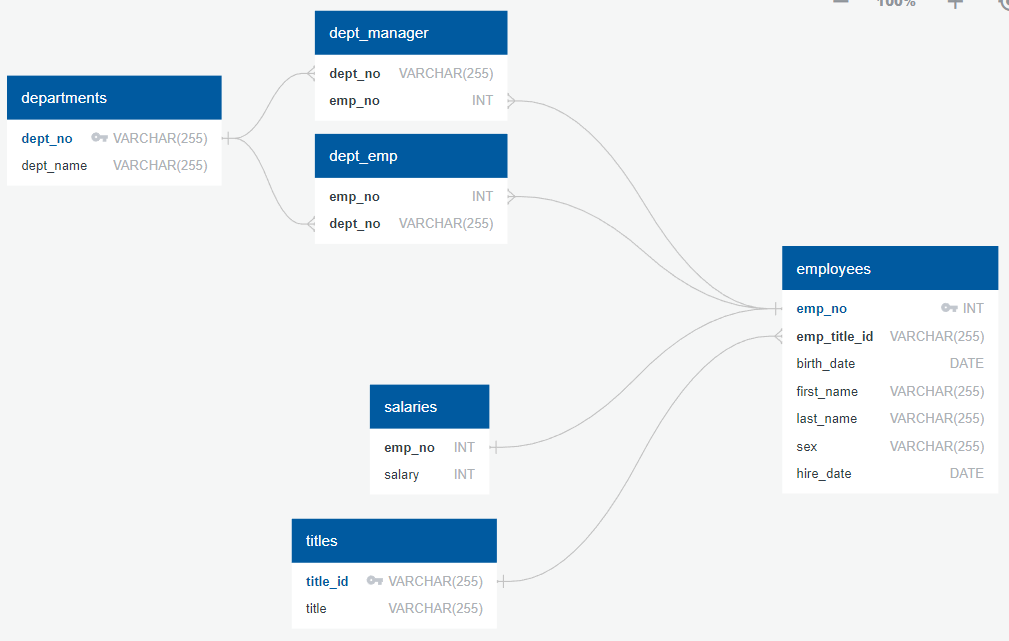 100%
dept_manager
dept_no VARCHAR(255)
emp_no INT
departments
dept_no VARCHAR(255)
dept_name VARCHAR(255)
dept_emp
emp_no INT
dept_no VARCHAR(255)
employees
emp_no INT
emp_title_id VARCHAR(255)
birth_date DATE
first_name VARCHAR(255)
last_name VARCHAR(255)
sex VARCHAR(255)
hire_date DATE
salaries
emp_no INT
salary INT
titles
title_id VARCHAR(255)
title VARCHAR(255)